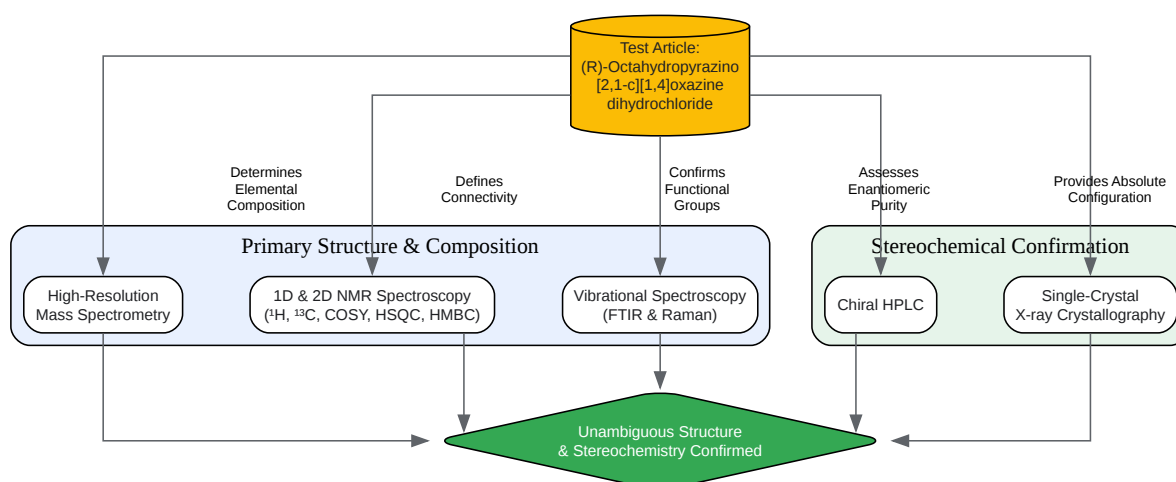 Test Article:
(R)-Octahydropyrazino
[2,1-c][1,4]oxazine
dihydrochloride
Determines
Elemental
Composition
Defines
Connectivity
Confirms
Functional
Groups
Assesses
Enantiomeric
Purity
Provides Absolute
Configuration
Primary Structure & Composition
Stereochemical Confirmation
High-Resolution
Mass Spectrometry
1D & 2D NMR Spectroscopy
(¹H, ¹³C, COSY, HSQC, HMBC)
Vibrational Spectroscopy
(FTIR & Raman)
Chiral HPLC
Single-Crystal
X-ray Crystallography
Unambiguous Structure
& Stereochemistry Confirmed